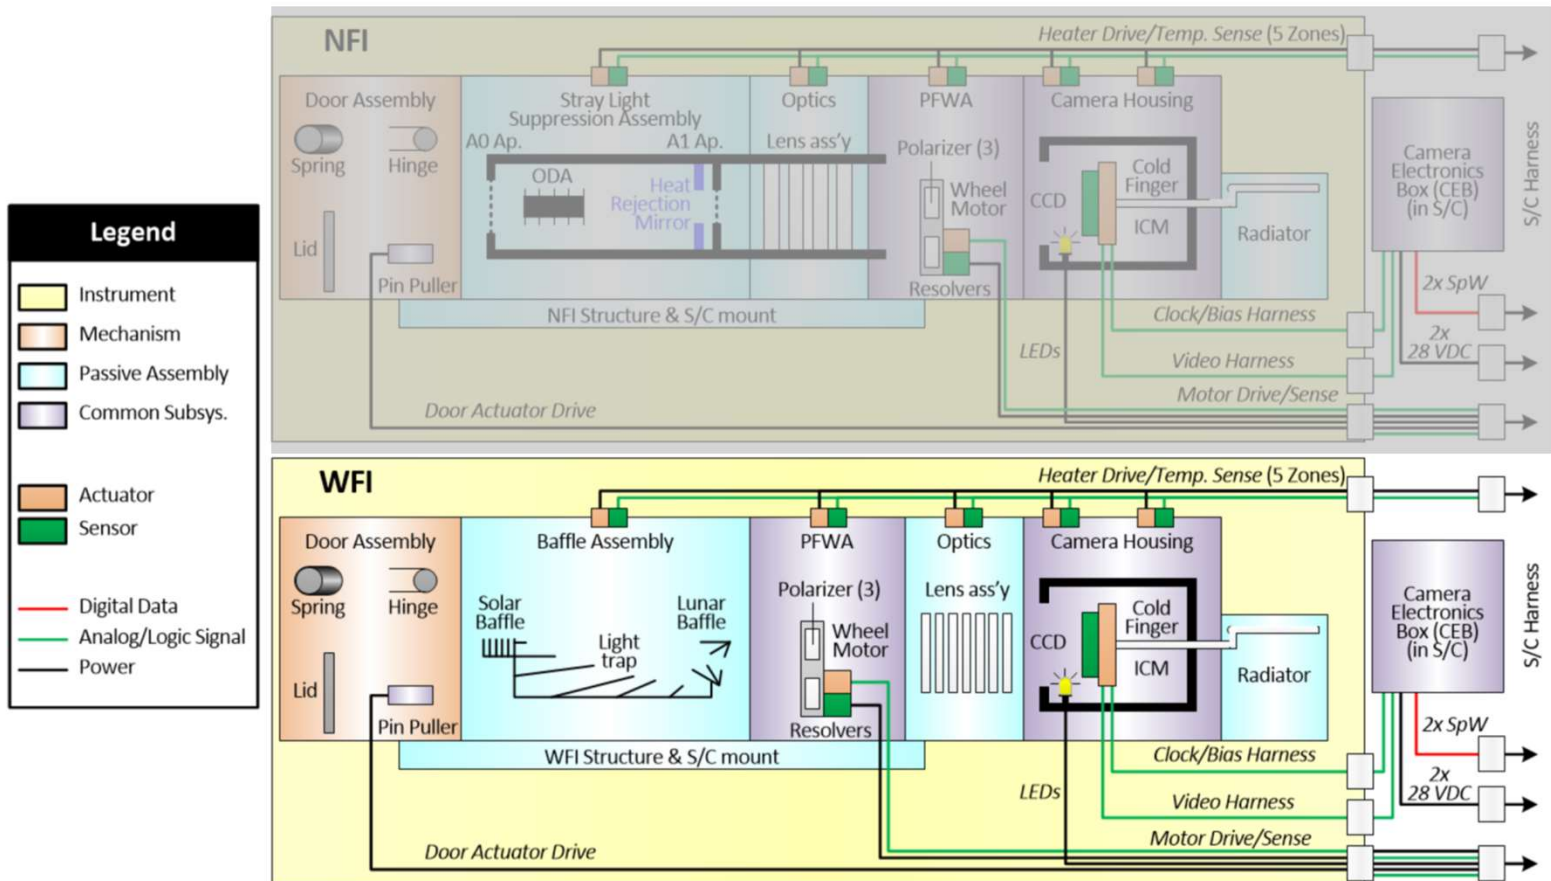 Legend
Instrument
Mechanism
Passive Assembly
Common Subsys.
Actuator
Sensor
Digital Data
Analog/Logic Signal
Power
NFI
Heater Drive/Temp. Sense (5 Zones)
Door Assembly
Spring
Hinge
Lid
Pin Puller
Stray Light
Suppression Assembly
A0 Ap.
A1 Ap.
ODA
Heat
Rejection
Mirror
Optics
Lens ass'y
PFWA
Polarizer (3)
Wheel
Motor
Resolvers
Camera Housing
CCD
Cold
Finger
ICM
Radiator
NFI Structure & S/C mount
Camera
Electronics
Box (CEB)
(in S/C)
S/C Harness
2x SpW
2x
28 VDC
Clock/Bias Harness
LEDs
Video Harness
Motor Drive/Sense
Door Actuator Drive
WFI
Heater Drive/Temp. Sense (5 Zones)
Door Assembly
Spring
Hinge
Lid
Pin Puller
Baffle Assembly
Solar
Baffle
Light
trap
Lunar
Baffle
PFWA
Polarizer (3)
Wheel
Motor
Resolvers
Optics
Lens ass'y
Camera Housing
CCD
Cold
Finger
ICM
Radiator
WFI Structure & S/C mount
Camera
Electronics
Box (CEB)
(in S/C)
S/C Harness
2x SpW
2x
28 VDC
Clock/Bias Harness
LEDs
Video Harness
Motor Drive/Sense
Door Actuator Drive